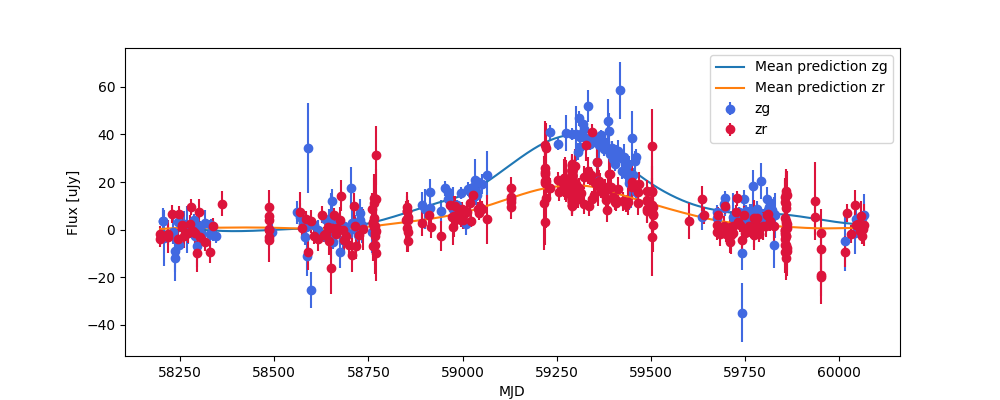 Mean prediction zg
Mean prediction zr
zg
zr
60
40
20
0
−20
−40
Flux [uJy]
58250
58500
58750
59000
59250
59500
59750
60000
MJD